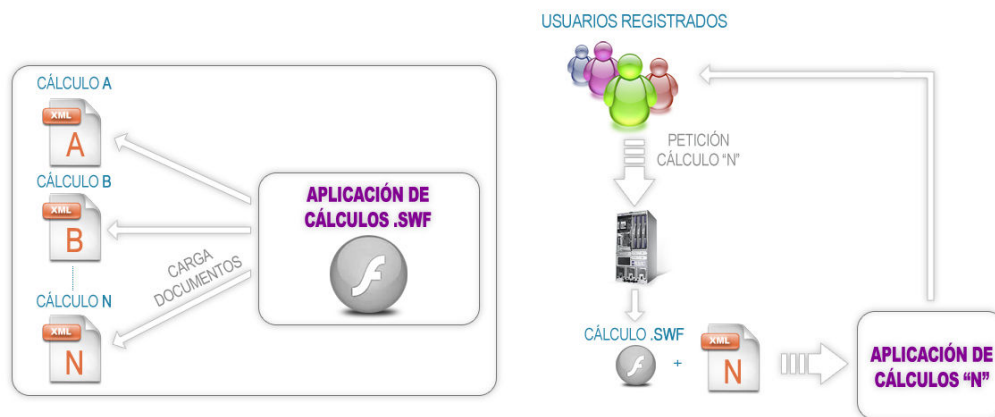 CÁLCULO A
XML
A
CÁLCULO B
XML
B
CÁLCULO N
XML
N
CARGA
DOCUMENTOS
APLICACIÓN DE
CÁLCULOS .SWF
USUARIOS REGISTRADOS
PETICIÓN
CÁLCULO "N"
CÁLCULO .SWF
+
XML
N
APLICACIÓN DE
CÁLCULOS “N”